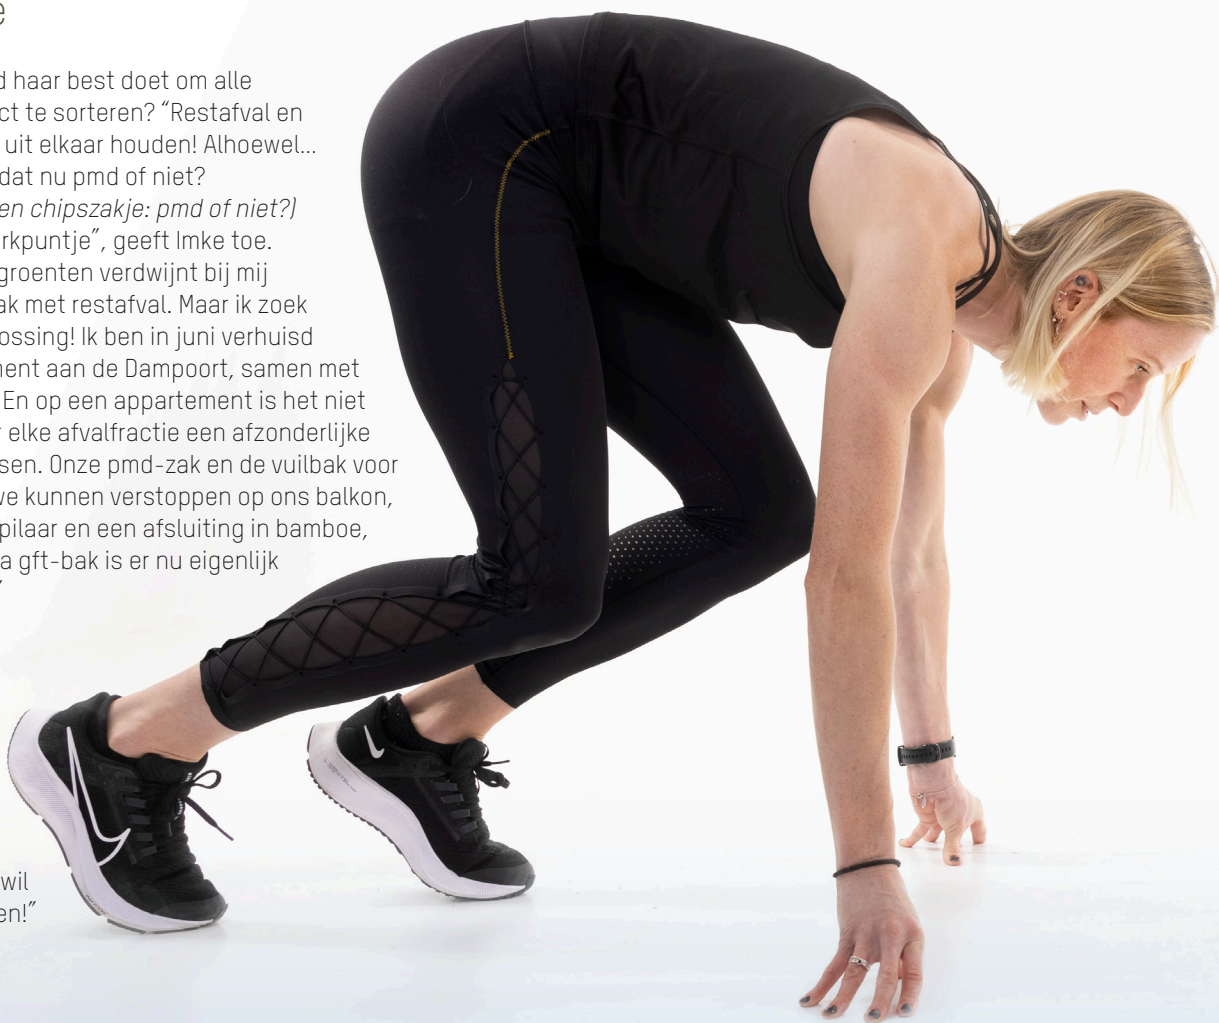 e
d haar best doet om alle
ct te sorteren? “Restafval en
uit elkaar houden! Alhoewel...
dat nu pmd of niet?
en chipszakje: pmd of niet?)
rkpuntje”, geeft Imke toe.
groenten verdwijnt bij mij
ak met restafval. Maar ik zoek
ossing! Ik ben in juni verhuisd
ent aan de Dampoort, samen met
En op een appartement is het niet
r elke afvalfractie een afzonderlijke
sen. Onze pmd-zak en de vuilbak voor
we kunnen verstoppen op ons balkon,
pilaar en een afsluiting in bamboe,
a gft-bak is er nu eigenlijk
”
wil
en!”